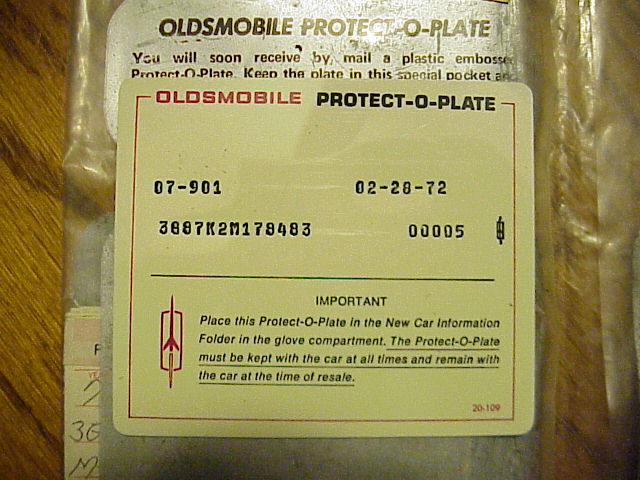 OLDSMOBILE PROTECT-O-PLATE
You will soon receive by mail a plastic
Protect-O-Plate. Keep the plate in this special pocket
OLDSMOBILE PROTECT-O-PLATE
07-901 02-28-72
3687K2M178483 00005
IMPORTANT
Place this Protect-O-Plate in the New Car Information
Folder in the glove compartment. The Protect-O-Plate
must be kept with the car at all times and remain with
the car at the time of resale.
20-109